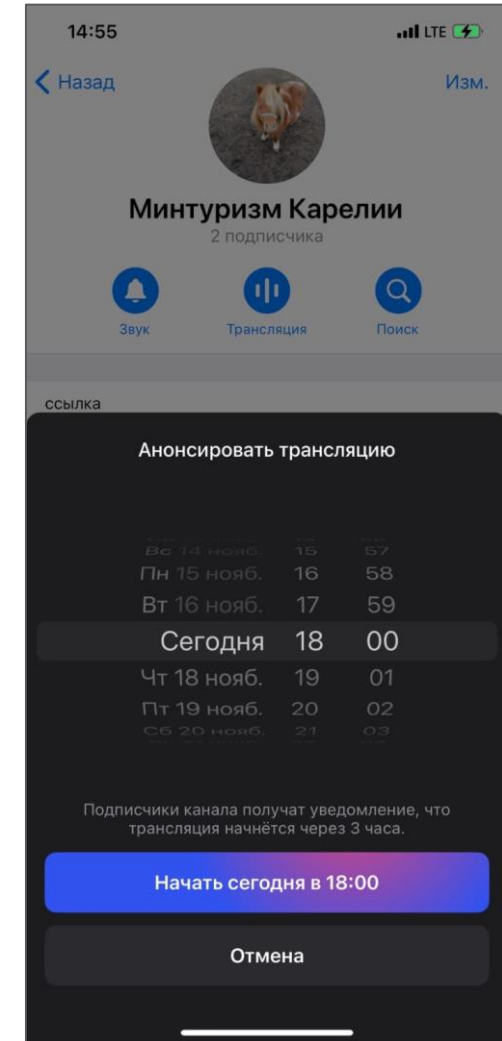 14:55
LTE
Назад
Изм.
Минтуризм Карелии
2 подписчика
Звук
Трансляция
Поиск
ссылка
Анонсировать трансляцию
Вс 14 нояб. 15 57
Пн 15 нояб. 16 58
Вт 16 нояб. 17 59
Сегодня 18 00
Чт 18 нояб. 19 01
Пт 19 нояб. 20 02
Сб 20 нояб. 21 03
Подписчики канала получат уведомление, что
трансляция начнётся через 3 часа.
Начать сегодня в 18:00
Отмена